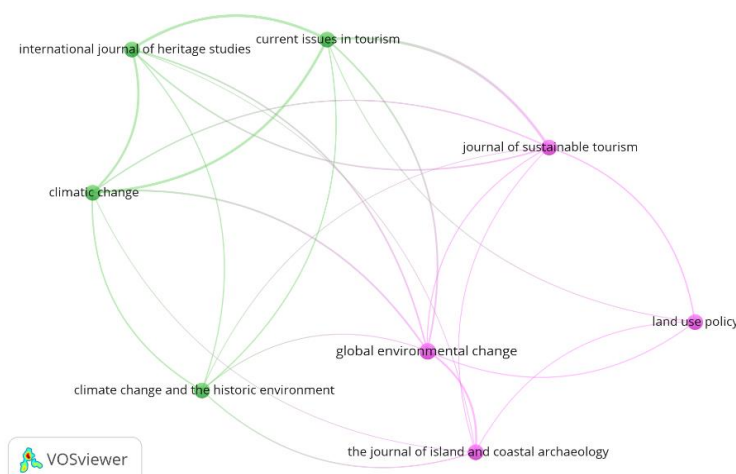 current issues in tourism
international journal of heritage studies
journal of sustainable tourism
climatic change
land use policy
global environmental change
climate change and the historic environment
the journal of island and coastal archaeology
VOSviewer